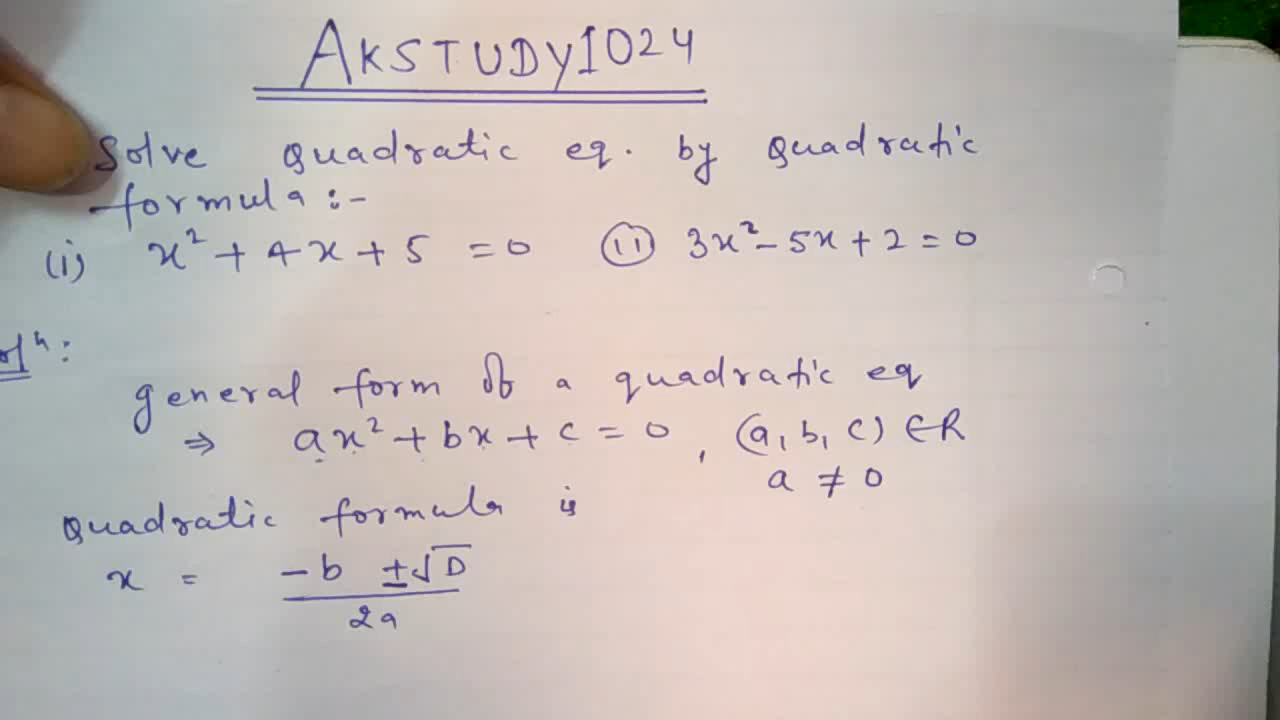 AKSTUDY1024
Solve quadratic eq. by quadratic
formula:-
(i) x² + 4x + 5 = 0 (ii) 3x² - 5x + 2 = 0
olⁿ:
general form of a quadratic eq
⇒ ax² + bx + c = 0, (a, b, c) ∈ R
a ≠ 0
quadratic formula is
x = -b ±√D
2a